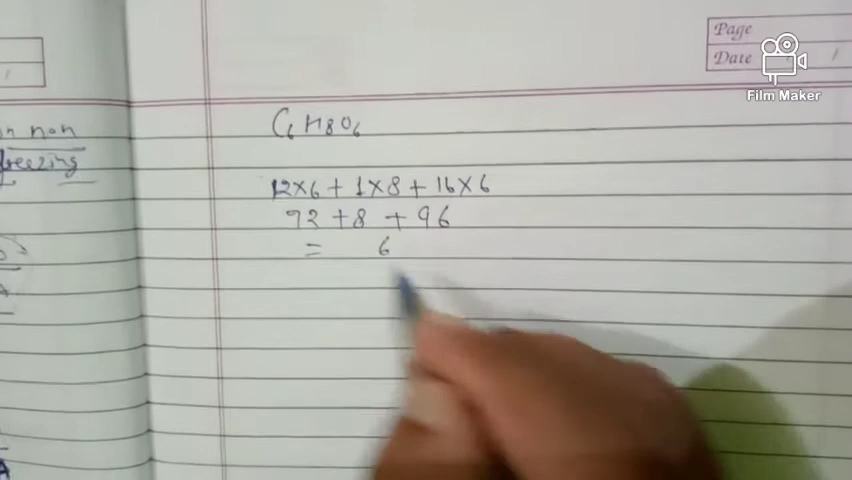 Page
Date / /
Film Maker
n non
freezing
C6H8O6
12×6 + 1×8 + 16×6
72 + 8 + 96
= 6